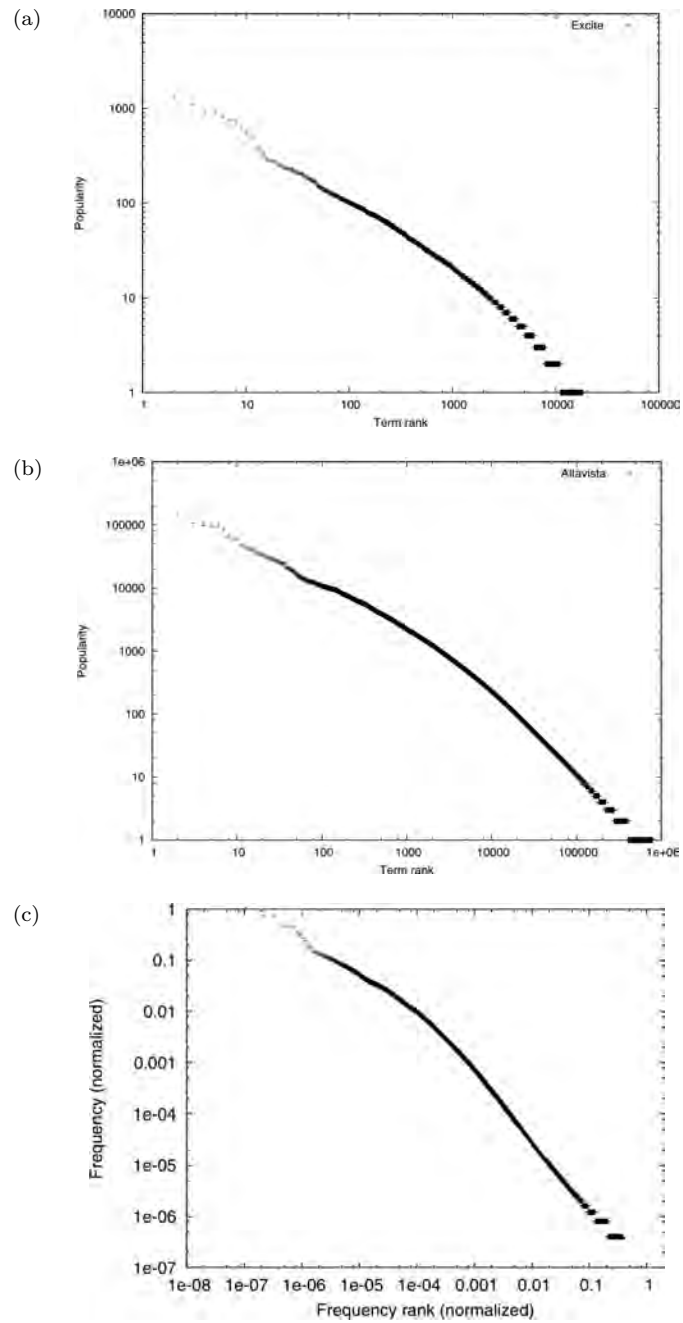 (a)
10000
Excite
1000
Popularity
100
10
1
1 10 100 1000 10000 100000
Term rank
(b)
1e+06
Altavista
100000
10000
Popularity
1000
100
10
1
1 10 100 1000 10000 100000 1e+06
Term rank
(c)
1
0.1
0.01
Frequency (normalized)
0.001
1e-04
1e-05
1e-06
1e-07
1e-08 1e-07 1e-06 1e-05 1e-04 0.001 0.01 0.1 1
Frequency rank (normalized)